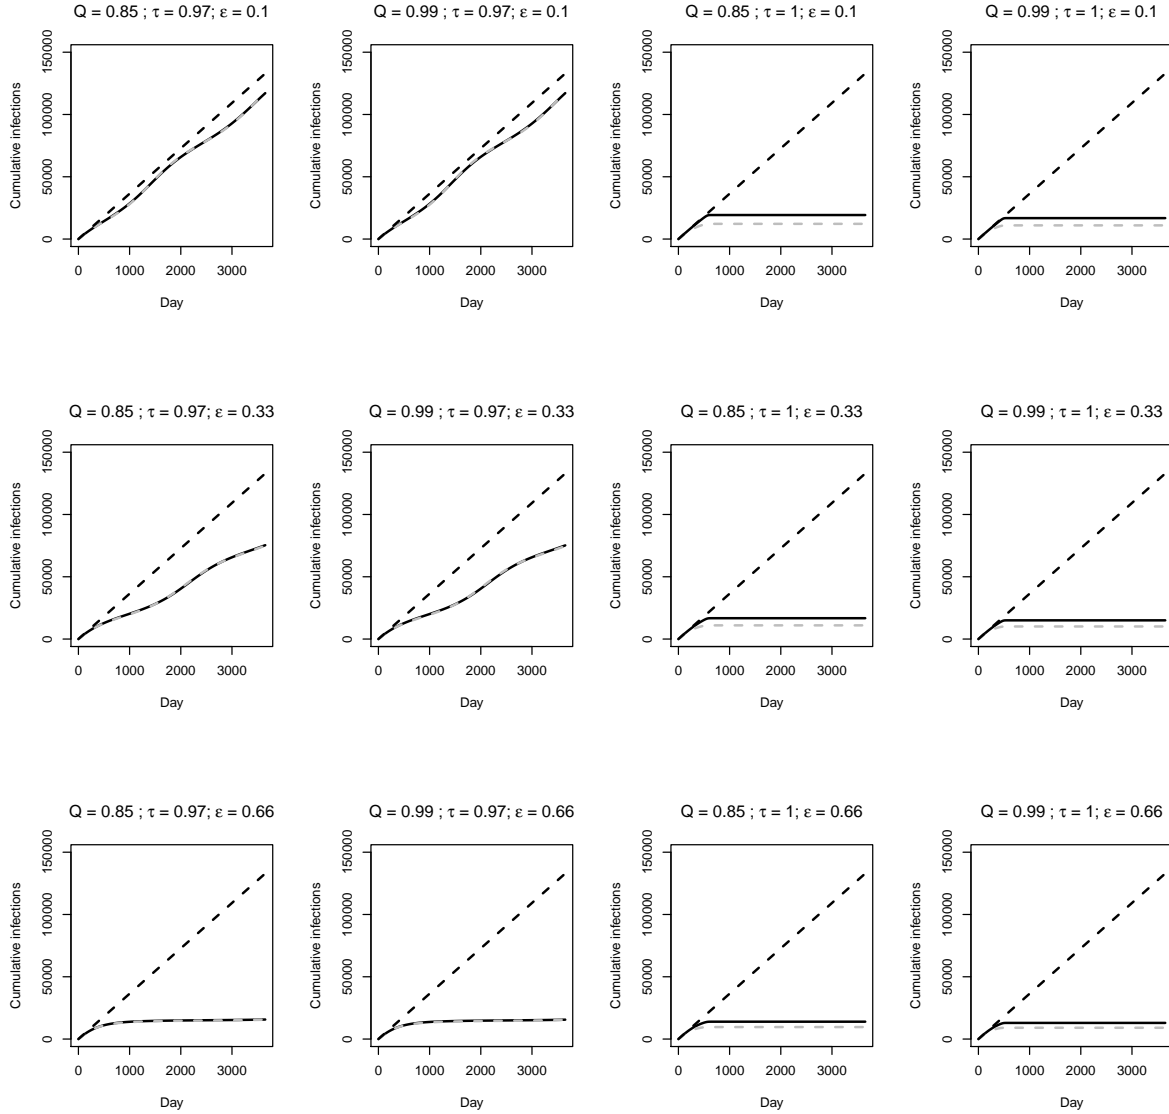 Q = 0.85 ; τ = 0.97; ε = 0.1
Cumulative infections
0 50000 100000 150000
0 1000 2000 3000
Day
Q = 0.99 ; τ = 0.97; ε = 0.1
Cumulative infections
0 50000 100000 150000
0 1000 2000 3000
Day
Q = 0.85 ; τ = 1; ε = 0.1
Cumulative infections
0 50000 100000 150000
0 1000 2000 3000
Day
Q = 0.99 ; τ = 1; ε = 0.1
Cumulative infections
0 50000 100000 150000
0 1000 2000 3000
Day
Q = 0.85 ; τ = 0.97; ε = 0.33
Cumulative infections
0 50000 100000 150000
0 1000 2000 3000
Day
Q = 0.99 ; τ = 0.97; ε = 0.33
Cumulative infections
0 50000 100000 150000
0 1000 2000 3000
Day
Q = 0.85 ; τ = 1; ε = 0.33
Cumulative infections
0 50000 100000 150000
0 1000 2000 3000
Day
Q = 0.99 ; τ = 1; ε = 0.33
Cumulative infections
0 50000 100000 150000
0 1000 2000 3000
Day
Q = 0.85 ; τ = 0.97; ε = 0.66
Cumulative infections
0 50000 100000 150000
0 1000 2000 3000
Day
Q = 0.99 ; τ = 0.97; ε = 0.66
Cumulative infections
0 50000 100000 150000
0 1000 2000 3000
Day
Q = 0.85 ; τ = 1; ε = 0.66
Cumulative infections
0 50000 100000 150000
0 1000 2000 3000
Day
Q = 0.99 ; τ = 1; ε = 0.66
Cumulative infections
0 50000 100000 150000
0 1000 2000 3000
Day